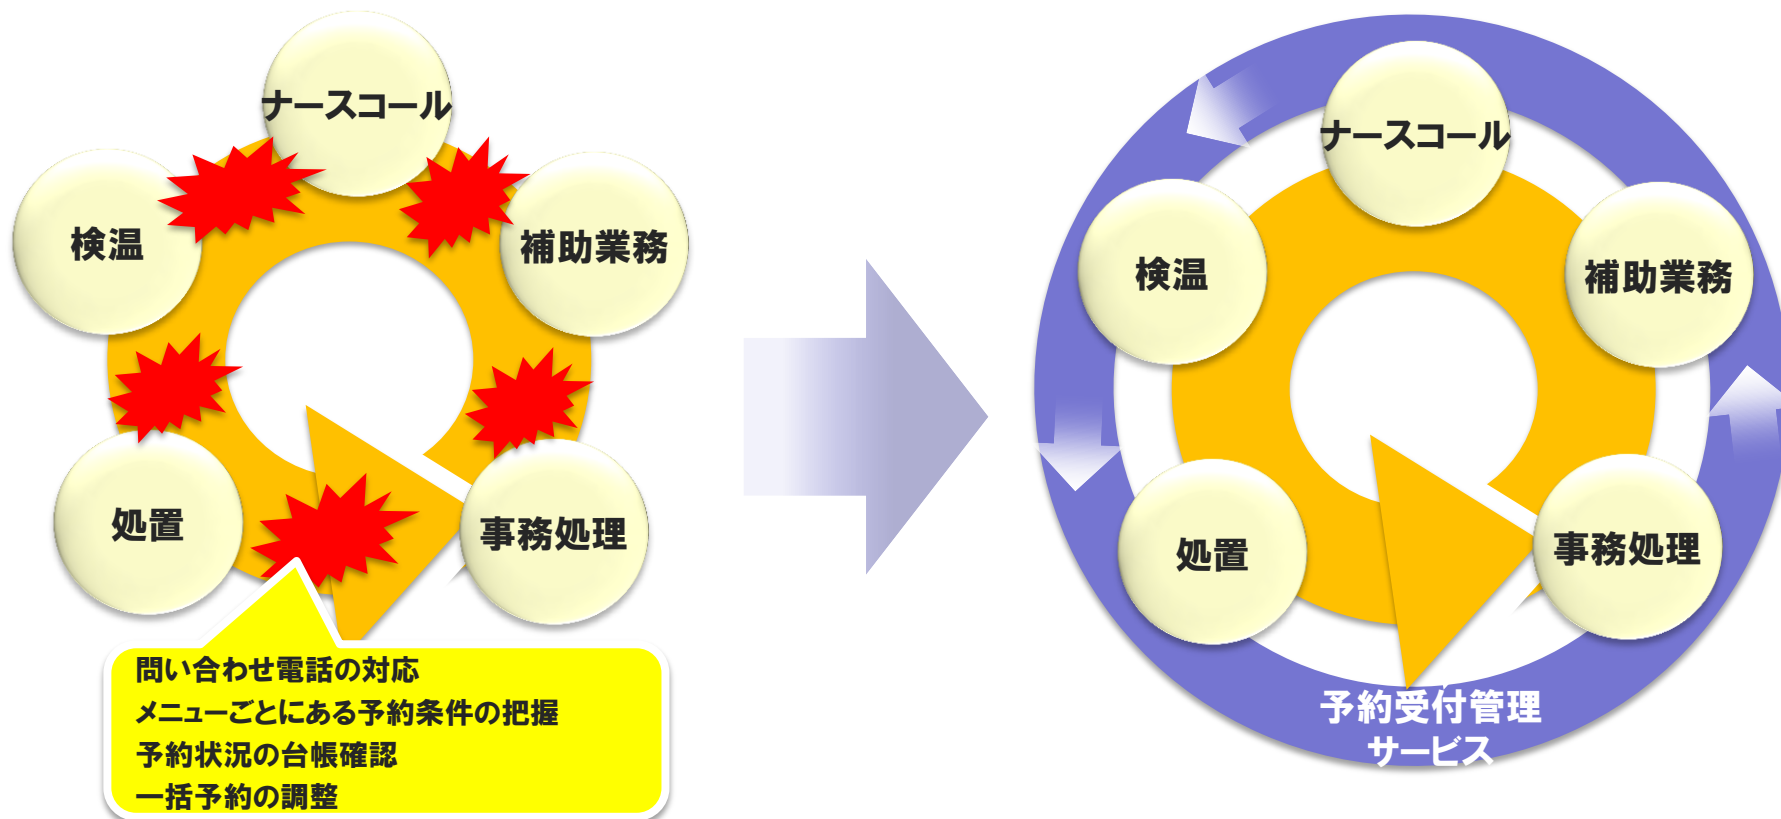 ナースコール
検温
補助業務
処置
事務処理
問い合わせ電話の対応
メニューごとにある予約条件の把握
予約状況の台帳確認
一括予約の調整
ナースコール
検温
補助業務
処置
事務処理
予約受付管理
サービス